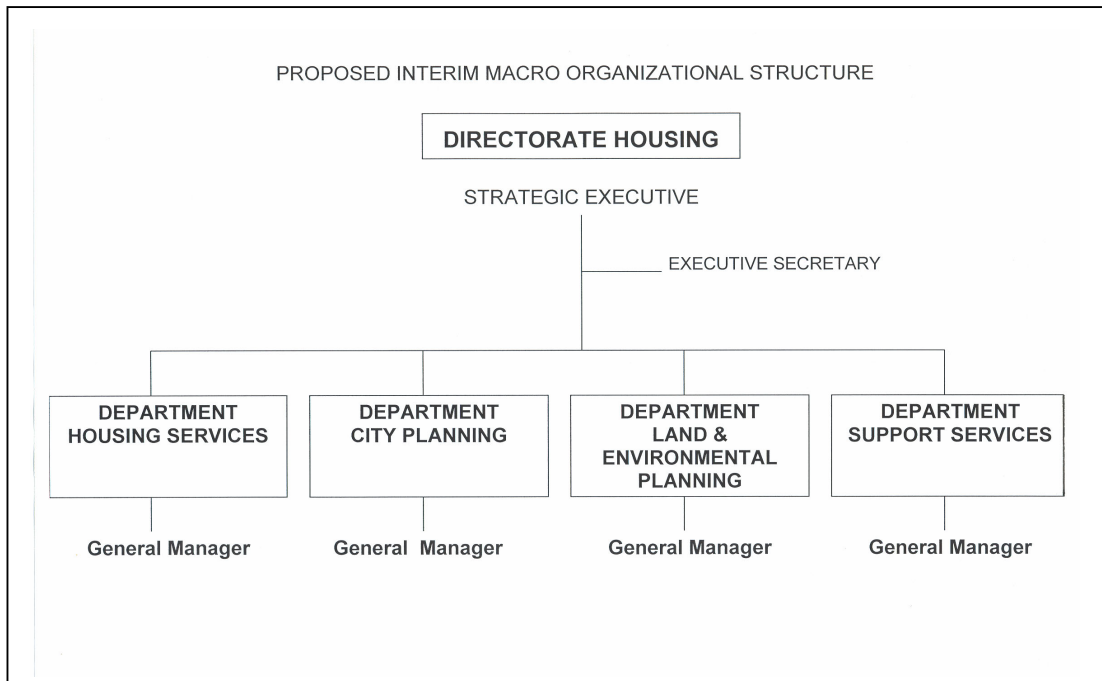 PROPOSED INTERIM MACRO ORGANIZATIONAL STRUCTURE
DIRECTORATE HOUSING
STRATEGIC EXECUTIVE
EXECUTIVE SECRETARY
DEPARTMENT
HOUSING SERVICES
DEPARTMENT
CITY PLANNING
DEPARTMENT
LAND &
ENVIRONMENTAL
PLANNING
DEPARTMENT
SUPPORT SERVICES
General Manager
General Manager
General Manager
General Manager